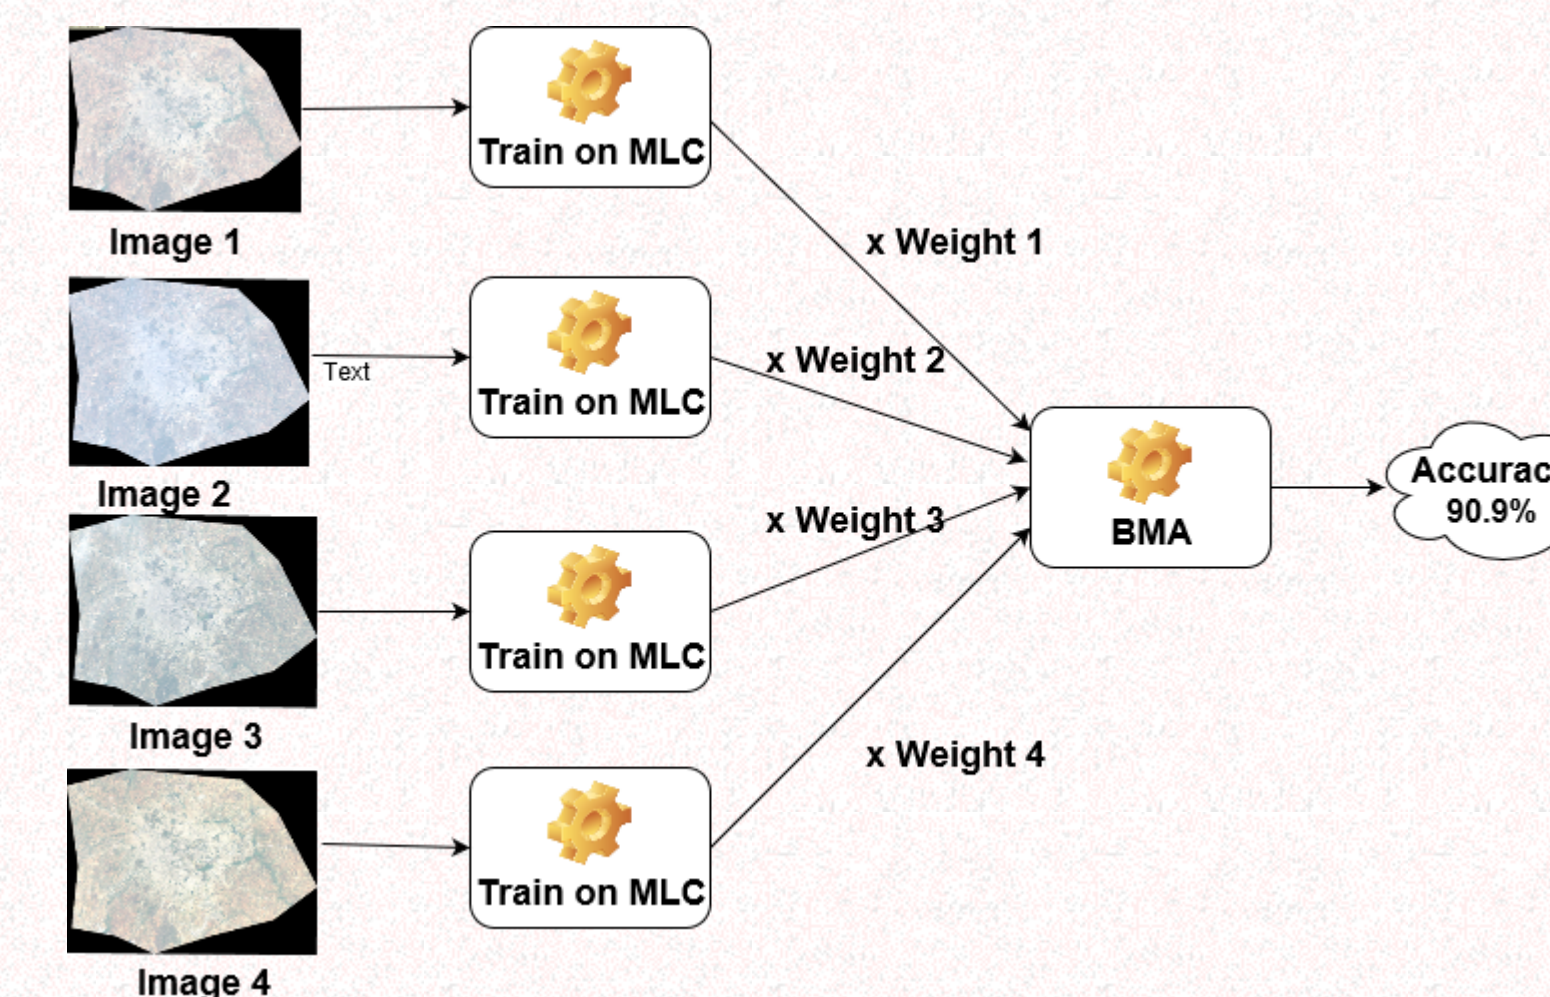 Train on MLC
Image 1
x Weight 1
Text
Train on MLC
x Weight 2
Image 2
x Weight 3
Train on MLC
Image 3
x Weight 4
Train on MLC
Image 4
BMA
Accurac
90.9%